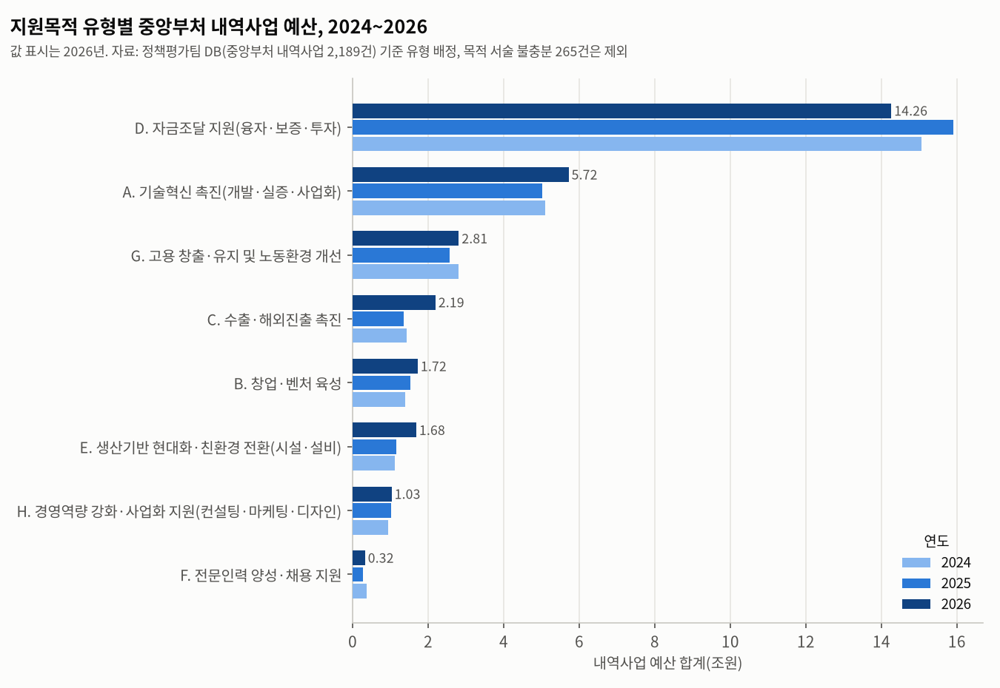 지원목적 유형별 중앙부처 내역사업 예산, 2024~2026
값 표시는 2026년. 자료: 정책평가팀 DB(중앙부처 내역사업 2,189건) 기준 유형 배정, 목적 서술 불충분 265건은 제외
D. 자금조달 지원(융자·보증·투자)
14.26
A. 기술혁신 촉진(개발·실증·사업화)
5.72
G. 고용 창출·유지 및 노동환경 개선
2.81
C. 수출·해외진출 촉진
2.19
B. 창업·벤처 육성
1.72
E. 생산기반 현대화·친환경 전환(시설·설비)
1.68
H. 경영역량 강화·사업화 지원(컨설팅·마케팅·디자인)
1.03
F. 전문인력 양성·채용 지원
0.32
연도
2024
2025
2026
0 2 4 6 8 10 12 14 16
내역사업 예산 합계(조원)